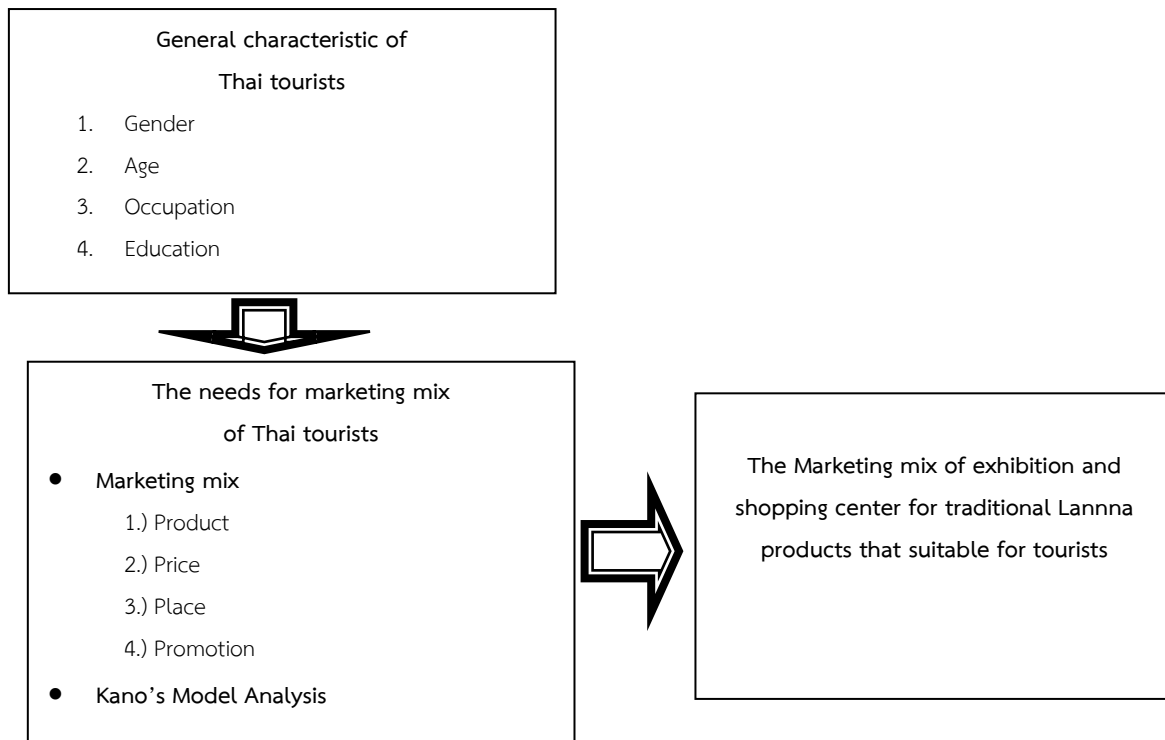 General characteristic of
Thai tourists
1. Gender
2. Age
3. Occupation
4. Education
The needs for marketing mix
of Thai tourists
● Marketing mix
1.) Product
2.) Price
3.) Place
4.) Promotion
● Kano’s Model Analysis
The Marketing mix of exhibition and
shopping center for traditional Lannna
products that suitable for tourists